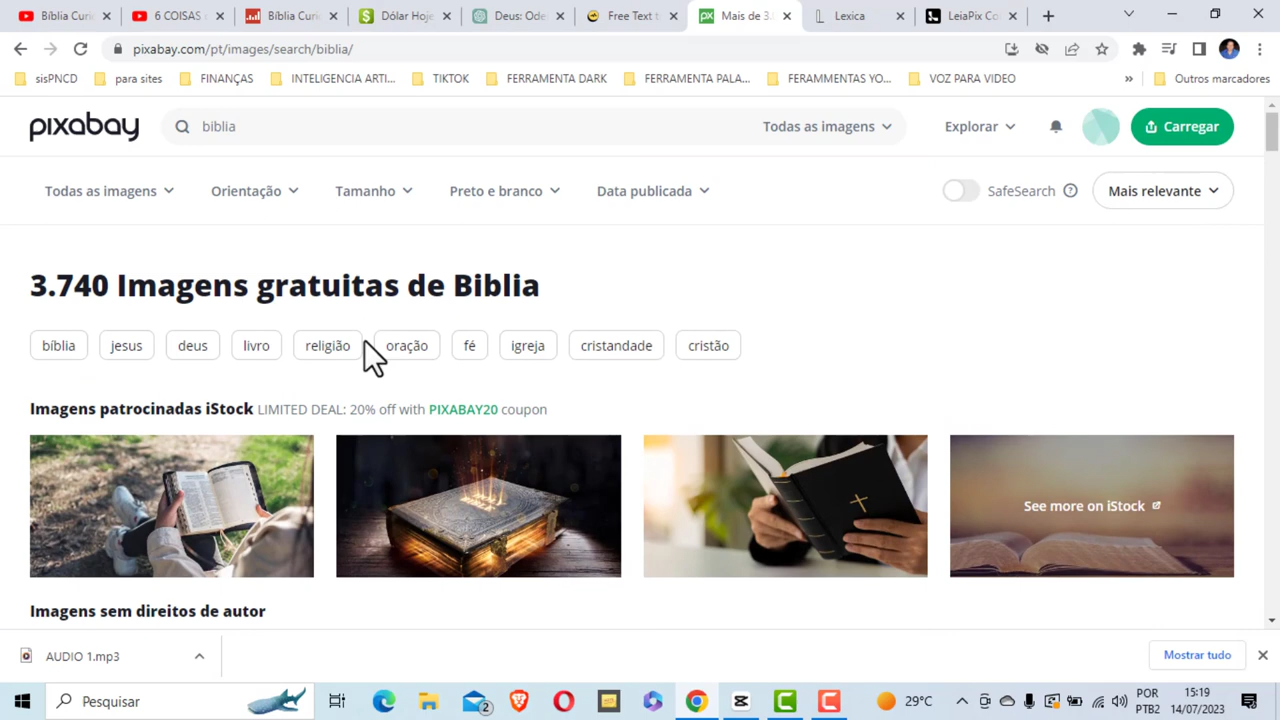 Bíblia Curi
6 COISAS
Bíblia Curi
Dólar Hoje
Deus: Ode
Free Text t
Mais de 3.
Lexica
LeiaPix Co
pixabay.com/pt/images/search/biblia/
sisPNCD
para sites
FINANÇAS
INTELIGENCIA ARTI...
TIKTOK
FERRAMENTA DARK
FERRAMENTA PALA...
FERAMMENTAS YO...
VOZ PARA VIDEO
»
Outros marcadores
pixabay
biblia
Todas as imagens
Explorar
Carregar
Todas as imagens
Orientação
Tamanho
Preto e branco
Data publicada
SafeSearch ?
Mais relevante
3.740 Imagens gratuitas de Biblia
bíblia
jesus
deus
livro
religião
oração
fé
igreja
cristandade
cristão
Imagens patrocinadas iStock LIMITED DEAL: 20% off with PIXABAY20 coupon
See more on iStock
Imagens sem direitos de autor
AUDIO 1.mp3
Mostrar tudo
Pesquisar
2
29°C
POR
PTB2
15:19
14/07/2023